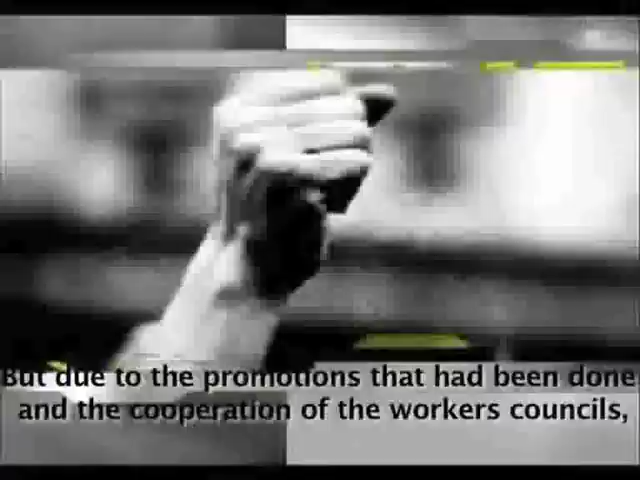 But due to the promotions that had been done
and the cooperation of the workers councils,